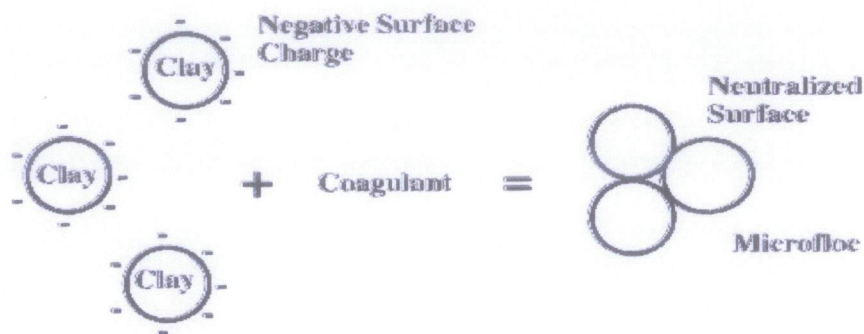 Negative Surface
Charge
Clay
Neutralized
Surface
Clay
+ Coagulant =
Microfloc
Clay